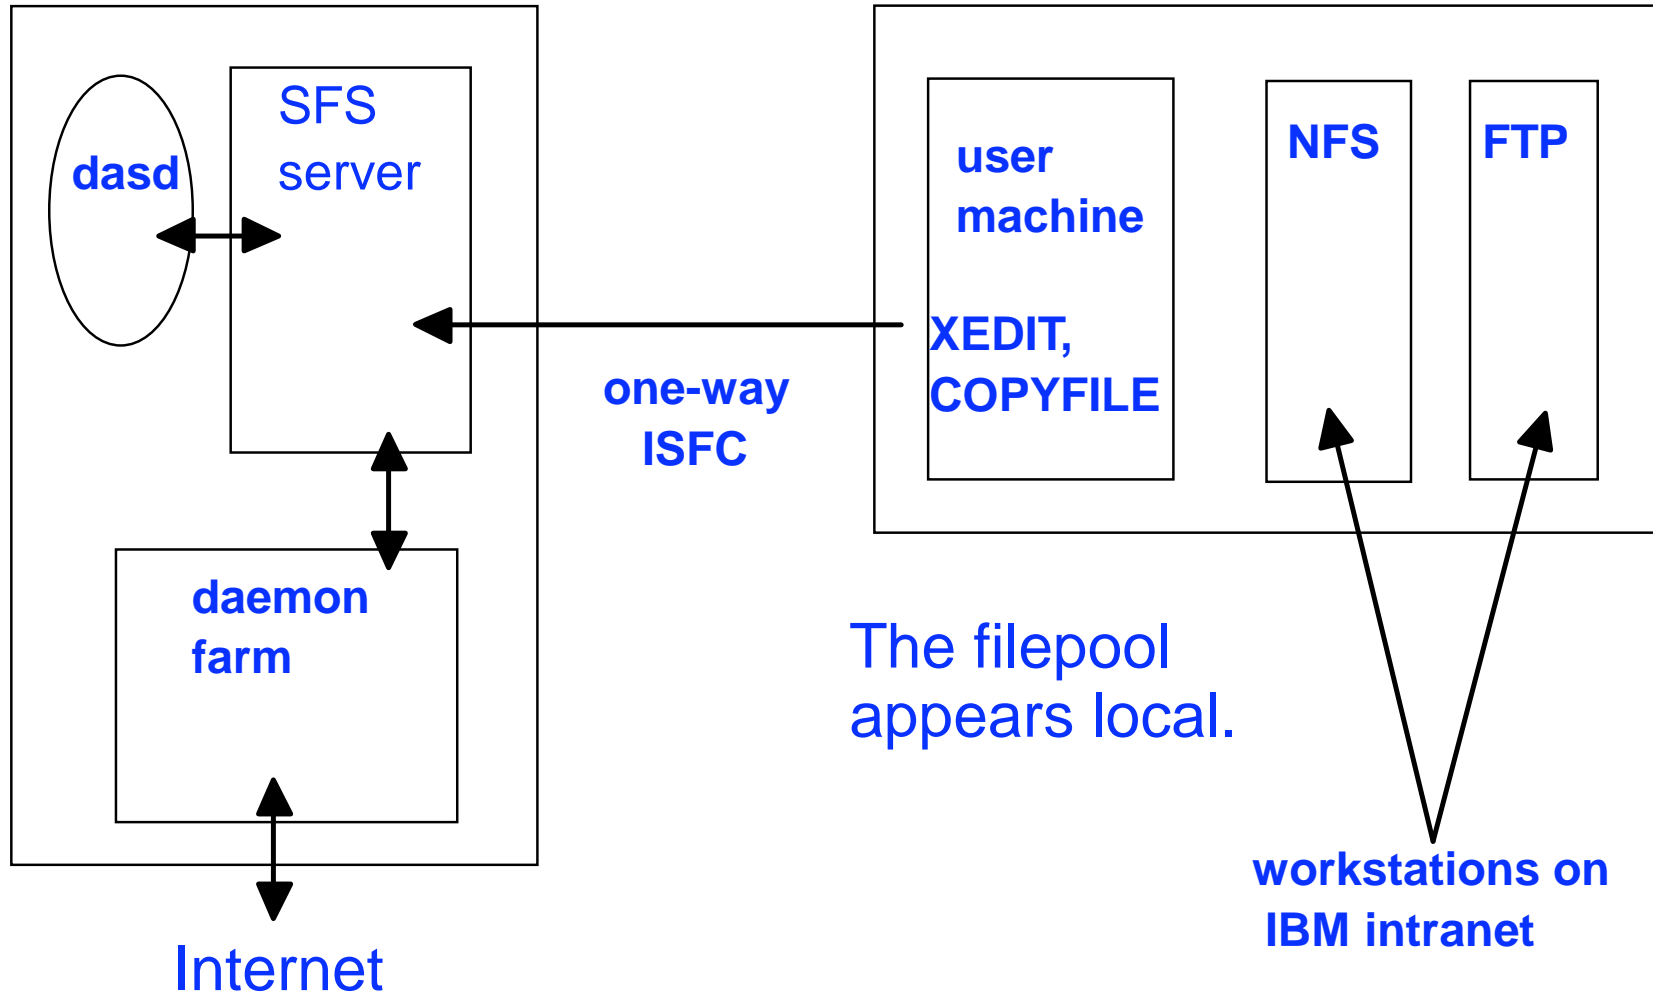 SFS
server
dasd
daemon
farm
Internet
one-way
ISFC
user
machine
XEDIT,
COPYFILE
NFS
FTP
The filepool
appears local.
workstations on
IBM intranet